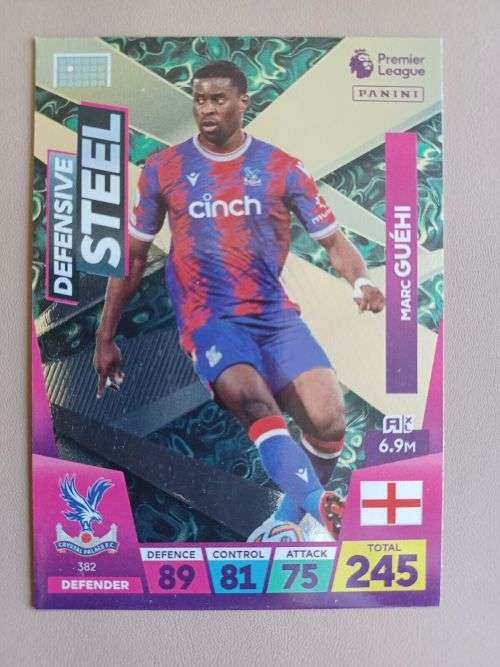 Premier
League
PANINI
DEFENSIVE
STEEL
MARC GUÉHI
cinch
6.9M
CRYSTAL PALACE F.C.
382
DEFENDER
DEFENCE
89
CONTROL
81
ATTACK
75
TOTAL
245